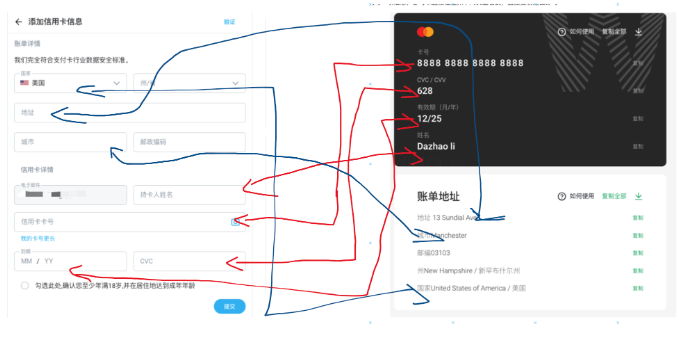 ← 添加信用卡信息
验证
账单详情
我们完全符合支付卡行业数据安全标准。
国家
美国
州/省
地址
城市
邮政编码
信用卡详情
电子邮件
持卡人姓名
信用卡卡号
我的卡号更长
到期
MM / YY
CVC
勾选此处,确认您至少年满18岁,并在居住地达到成年年龄
提交
如何使用 复制全部
卡号
8888 8888 8888 8888
复制
CVC / CVV
628
复制
有效期（月/年）
12/25
复制
姓名
Dazhao li
复制
账单地址
如何使用 复制全部
地址 13 Sundial Ave
复制
城市Manchester
复制
邮编03103
复制
州New Hampshire / 新罕布什尔州
复制
国家United States of America / 美国
复制